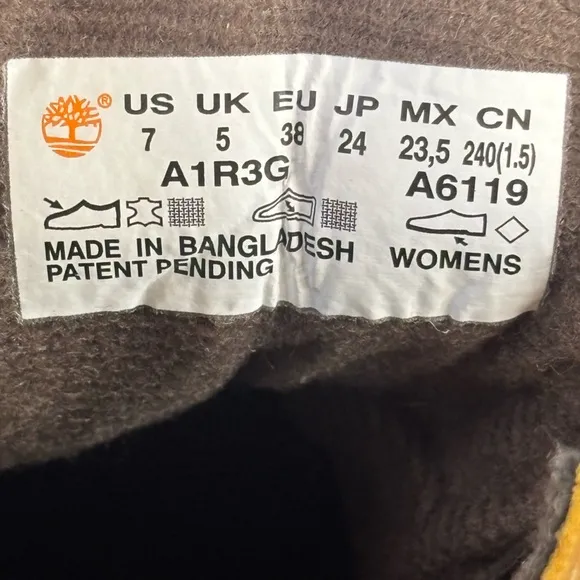 ® US UK EU JP MX CN
7 5 38 24 23,5 240(1.5)
A1R3G A6119
MADE IN BANGLADESH WOMENS
PATENT PENDING